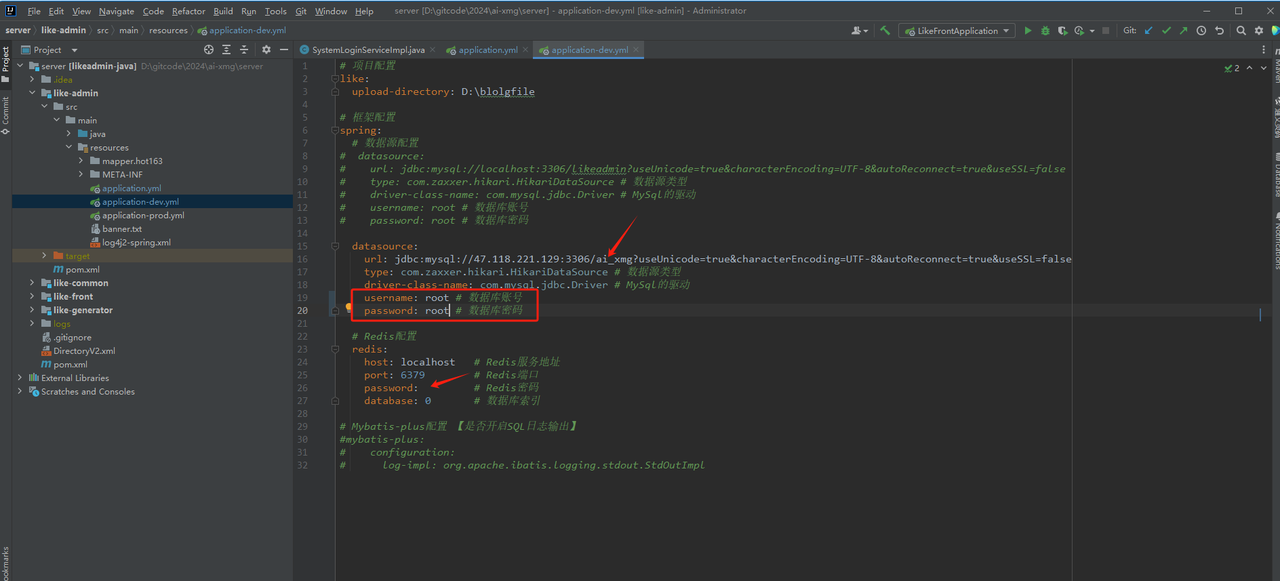 File Edit View Navigate Code Refactor Build Run Tools Git Window Help server [D:\gitcode\2024\ai-xmg\server] - application-dev.yml [like-admin] - Administrator
server like-admin src main resources application-dev.yml LikeFrontApplication Git:
Project SystemLoginServiceImpl.java application.yml application-dev.yml
server [likeadmin-java] D:\gitcode\2024\ai-xmg\server
.idea
like-admin
src
main
java
resources
mapper.hot163
META-INF
application.yml
application-dev.yml
application-prod.yml
banner.txt
log4j2-spring.xml
target
pom.xml
like-common
like-front
like-generator
logs
.gitignore
DirectoryV2.xml
pom.xml
External Libraries
Scratches and Consoles
Project
Commit
ookmarks
1 # 项目配置
2 like:
3 upload-directory: D:\blolgfile
4
5 # 框架配置
6 spring:
7 # 数据源配置
8 # datasource:
9 # url: jdbc:mysql://localhost:3306/likeadmin?useUnicode=true&characterEncoding=UTF-8&autoReconnect=true&useSSL=false
10 # type: com.zaxxer.hikari.HikariDataSource # 数据源类型
11 # driver-class-name: com.mysql.jdbc.Driver # MySql的驱动
12 # username: root # 数据库账号
13 # password: root # 数据库密码
14
15 datasource:
16 url: jdbc:mysql://47.118.221.129:3306/ai_xmg?useUnicode=true&characterEncoding=UTF-8&autoReconnect=true&useSSL=false
17 type: com.zaxxer.hikari.HikariDataSource # 数据源类型
18 driver-class-name: com.mysql.jdbc.Driver # MySql的驱动
19 username: root # 数据库账号
20 password: root # 数据库密码
21
22 # Redis配置
23 redis:
24 host: localhost # Redis服务地址
25 port: 6379 # Redis端口
26 password: # Redis密码
27 database: 0 # 数据库索引
28
29 # Mybatis-plus配置 【是否开启SQL日志输出】
30 #mybatis-plus:
31 # configuration:
32 # log-impl: org.apache.ibatis.logging.stdout.StdOutImpl
2
Maven
Database
Notifications